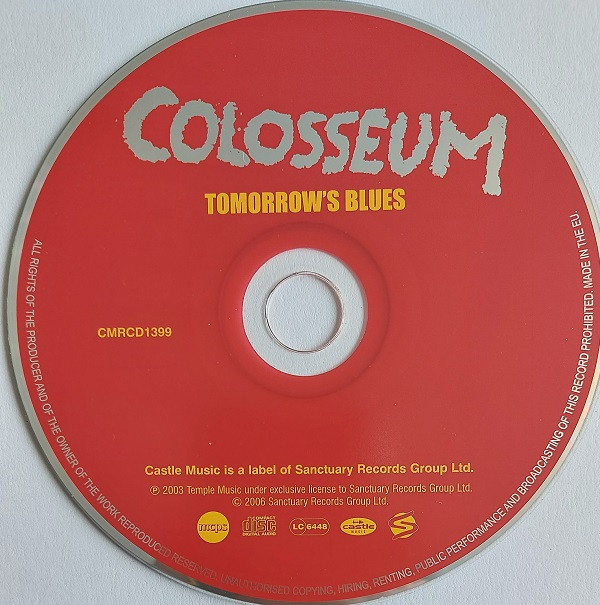 COLOSSEUM
TOMORROW'S BLUES
CMRCD1399
Castle Music is a label of Sanctuary Records Group Ltd.
℗ 2003 Temple Music under exclusive license to Sanctuary Records Group Ltd.
© 2006 Sanctuary Records Group Ltd.
mcps
COMPACT
disc
DIGITAL AUDIO
LC 6448
castle
MUSIC
S
ALL RIGHTS OF THE PRODUCER AND OF THE OWNER OF THE WORK REPRODUCED RESERVED. UNAUTHORISED COPYING, HIRING, RENTING, PUBLIC PERFORMANCE AND BROADCASTING OF THIS RECORD PROHIBITED. MADE IN THE EU.